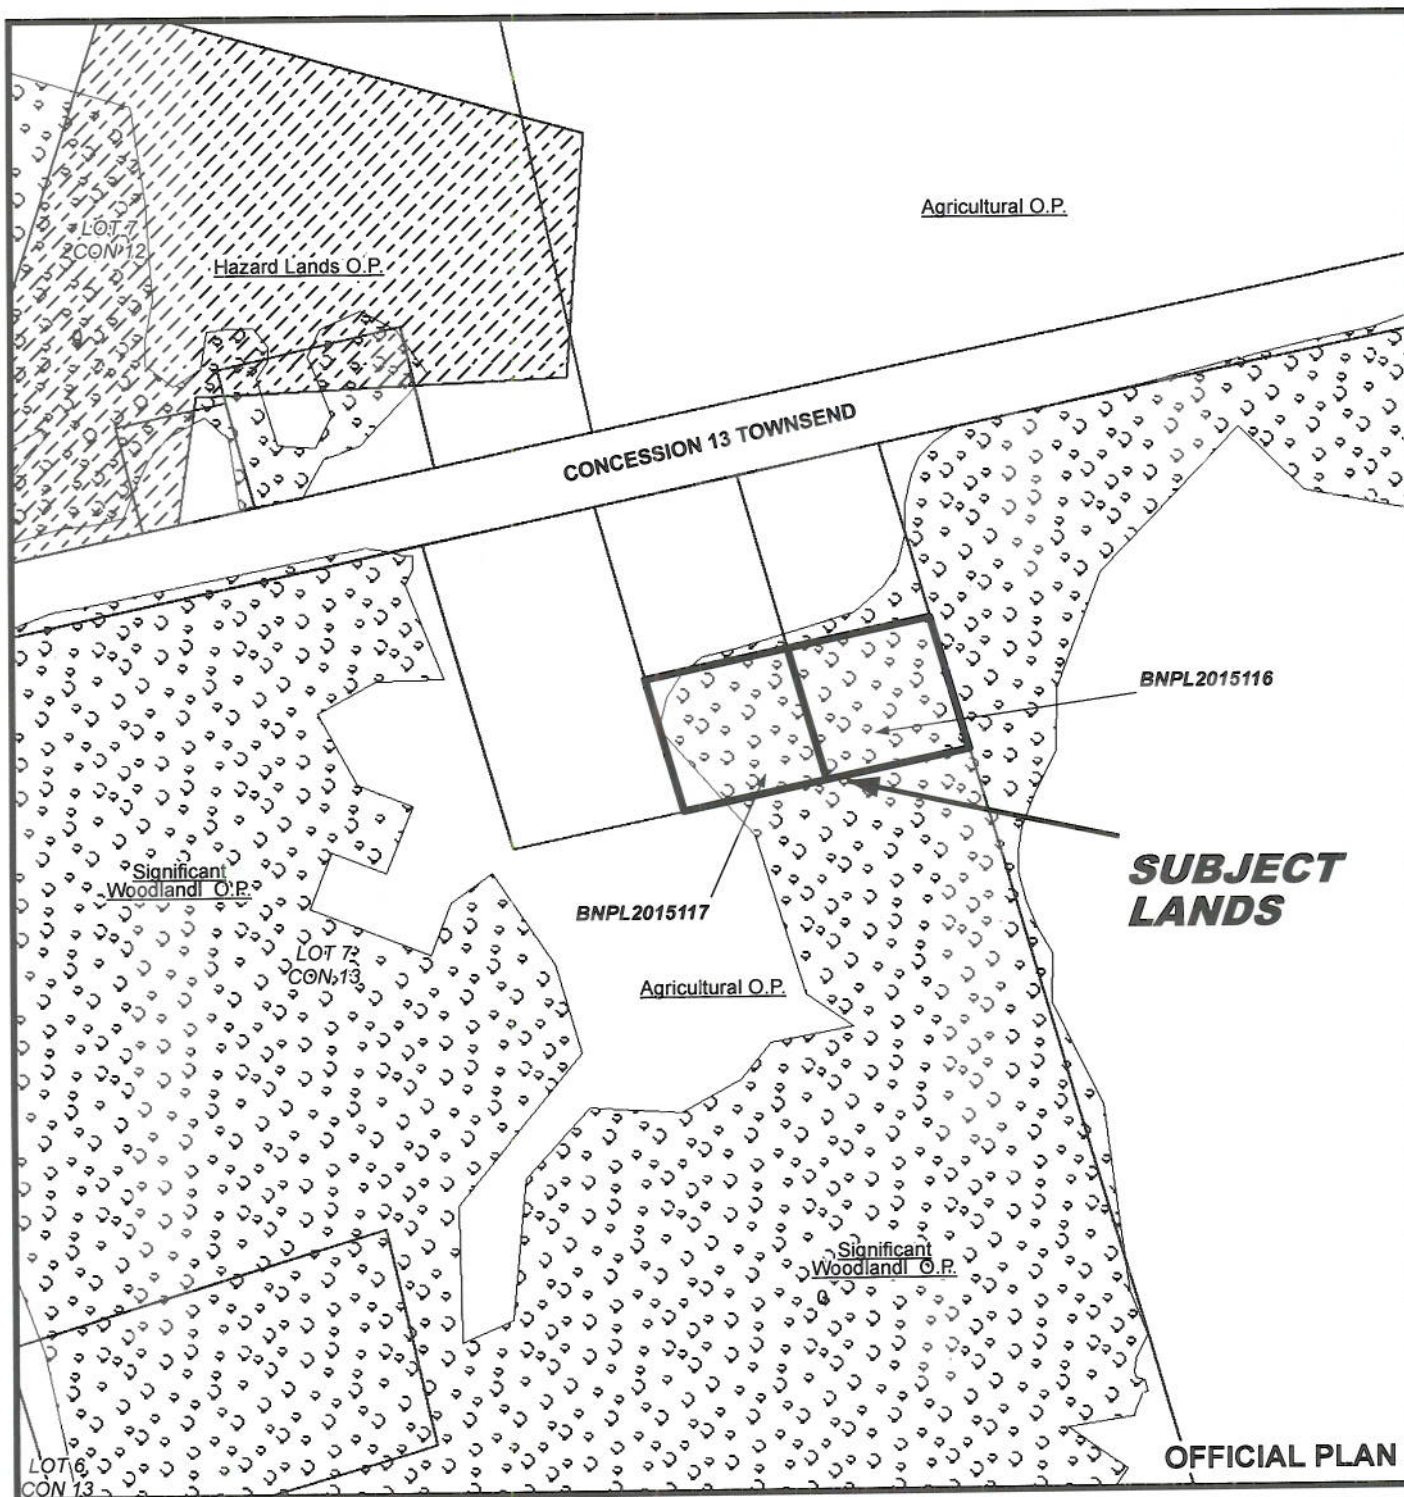 Agricultural O.P.
LOT 7
CON 12
Hazard Lands O.P.
CONCESSION 13 TOWNSEND
BNPL2015116
SUBJECT
LANDS
Significant
Woodlandl O.P.
BNPL2015117
LOT 7
CON 13
Agricultural O.P.
Significant
Woodlandl O.P.
OFFICIAL PLAN
LOT 6
CON 13